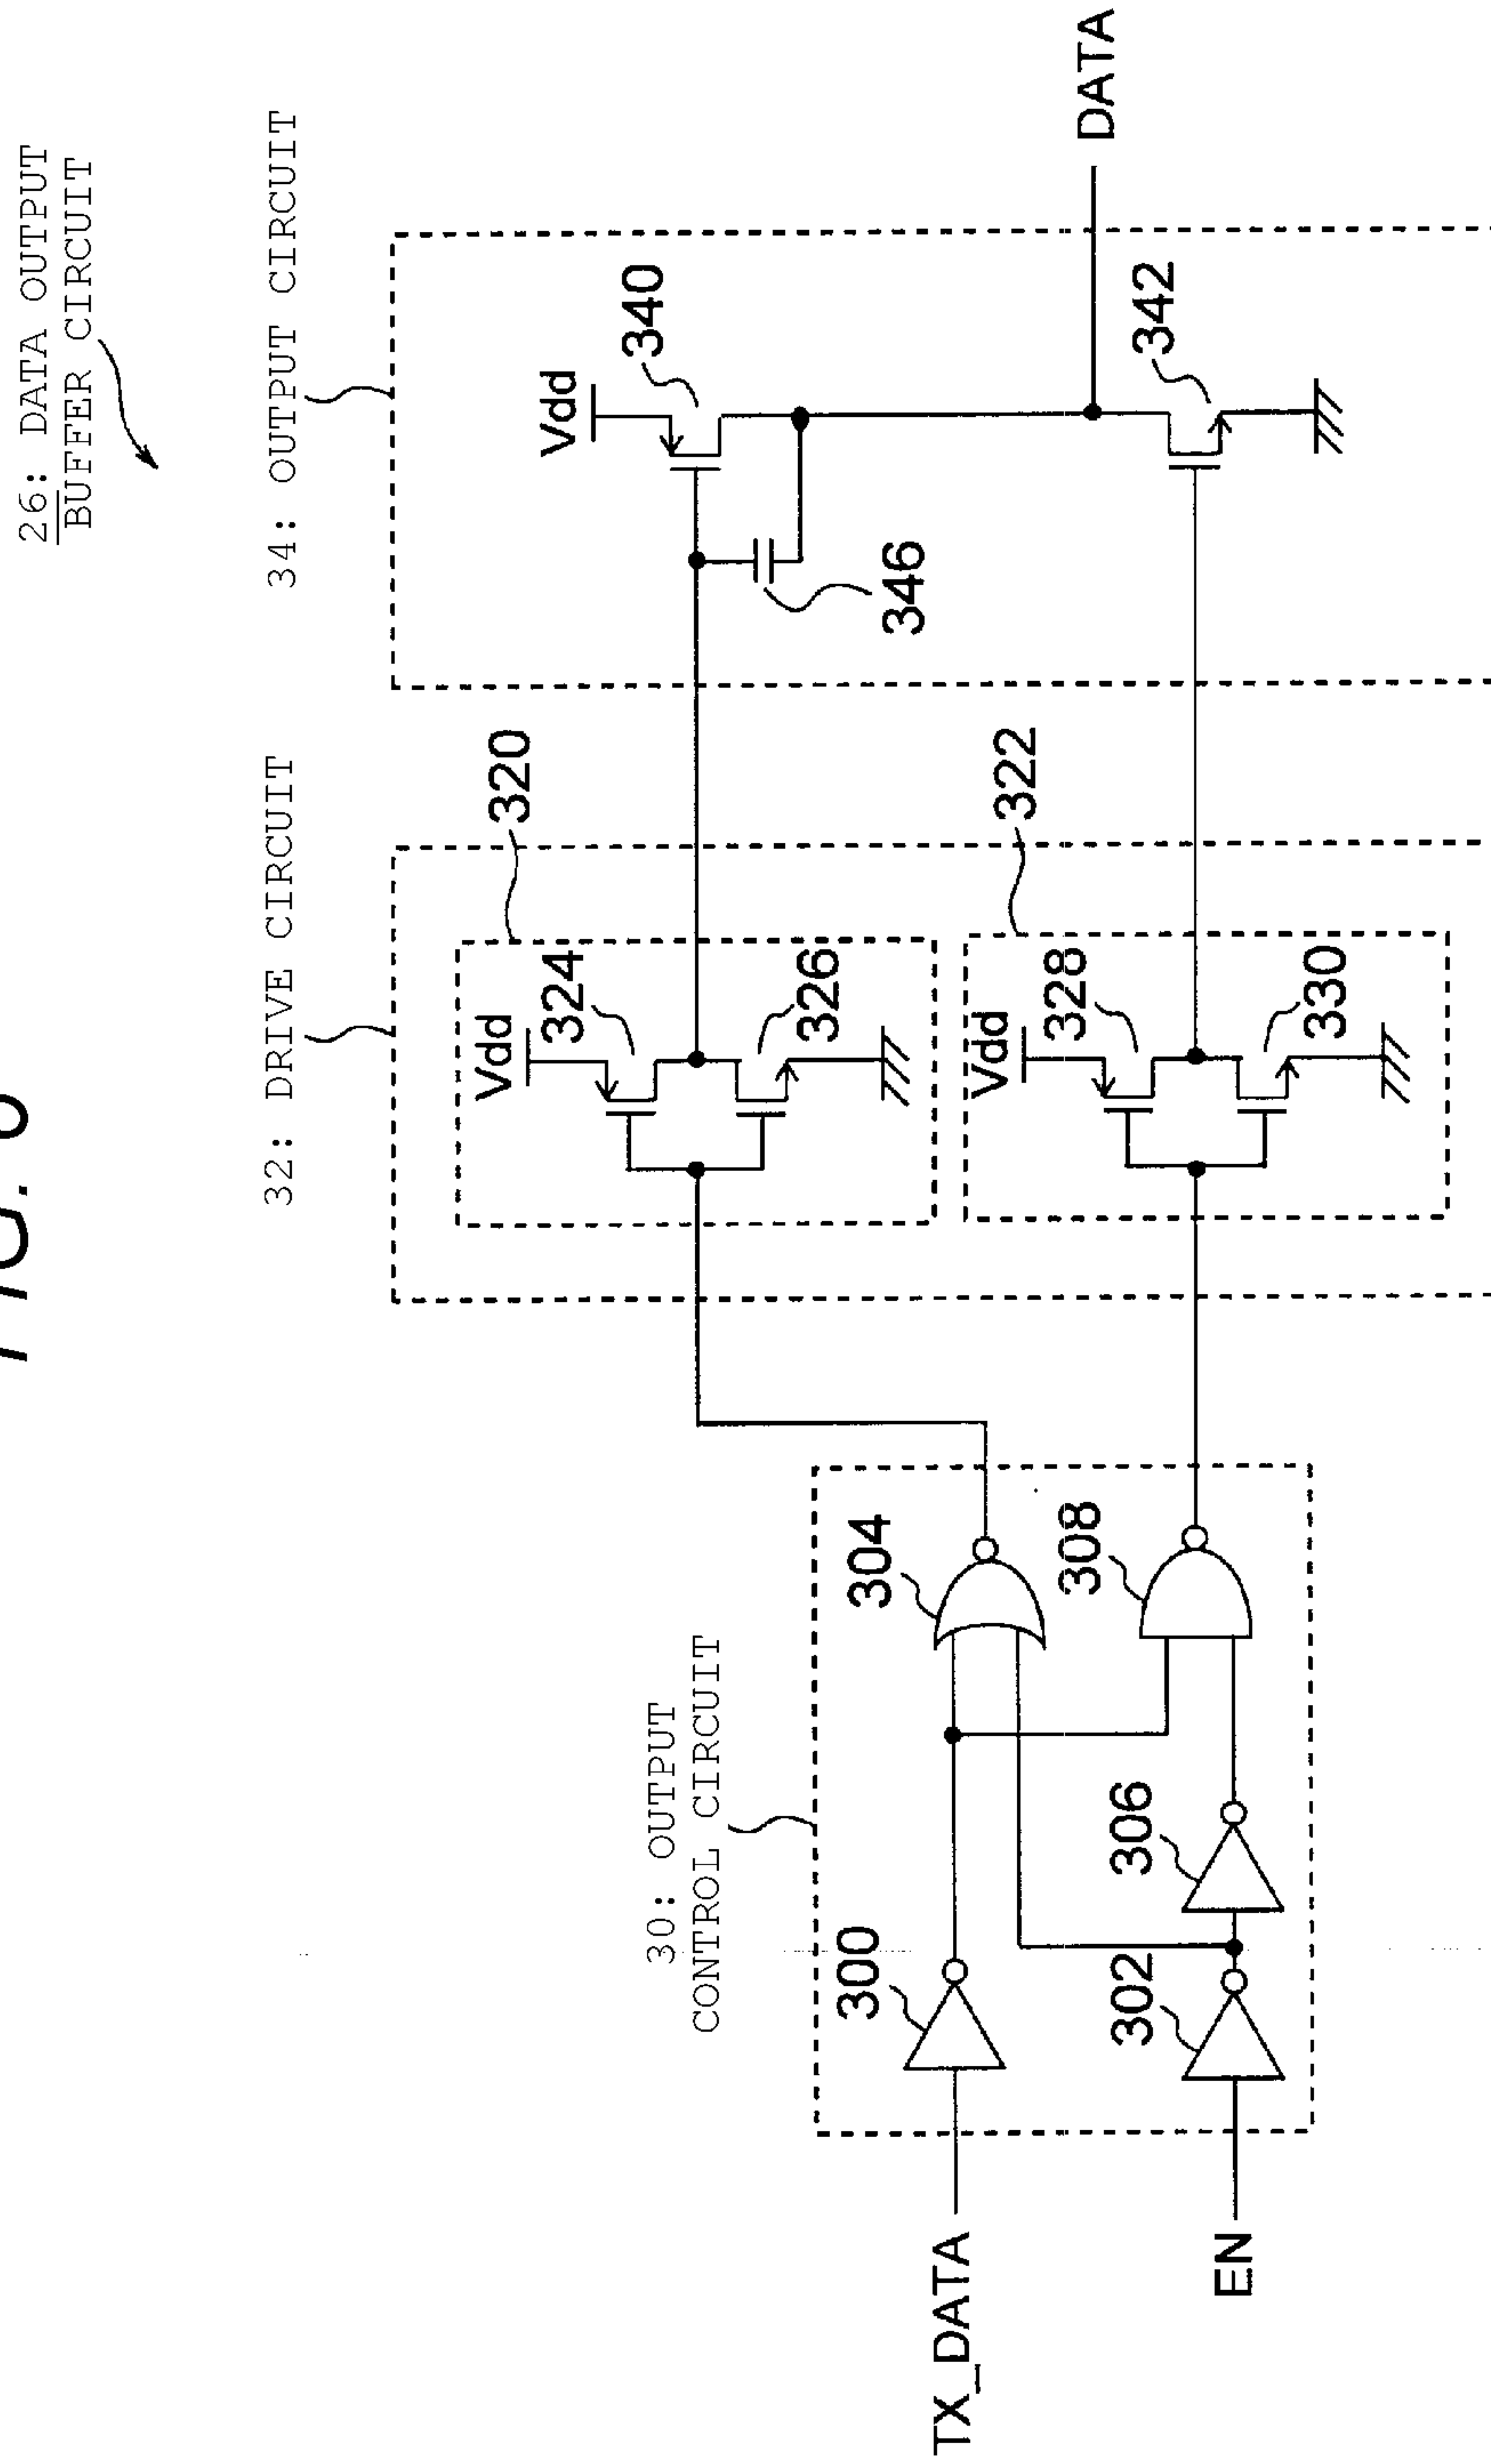 FIG.
26: DATA OUTPUT
BUFFER CIRCUIT
32: DRIVE CIRCUIT
34: OUTPUT CIRCUIT
320
Vdd
324
326
Vdd
340
346
30: OUTPUT
CONTROL CIRCUIT
300
304
322
Vdd
328
330
308
306
302
342
TX_DATA
EN
DATA